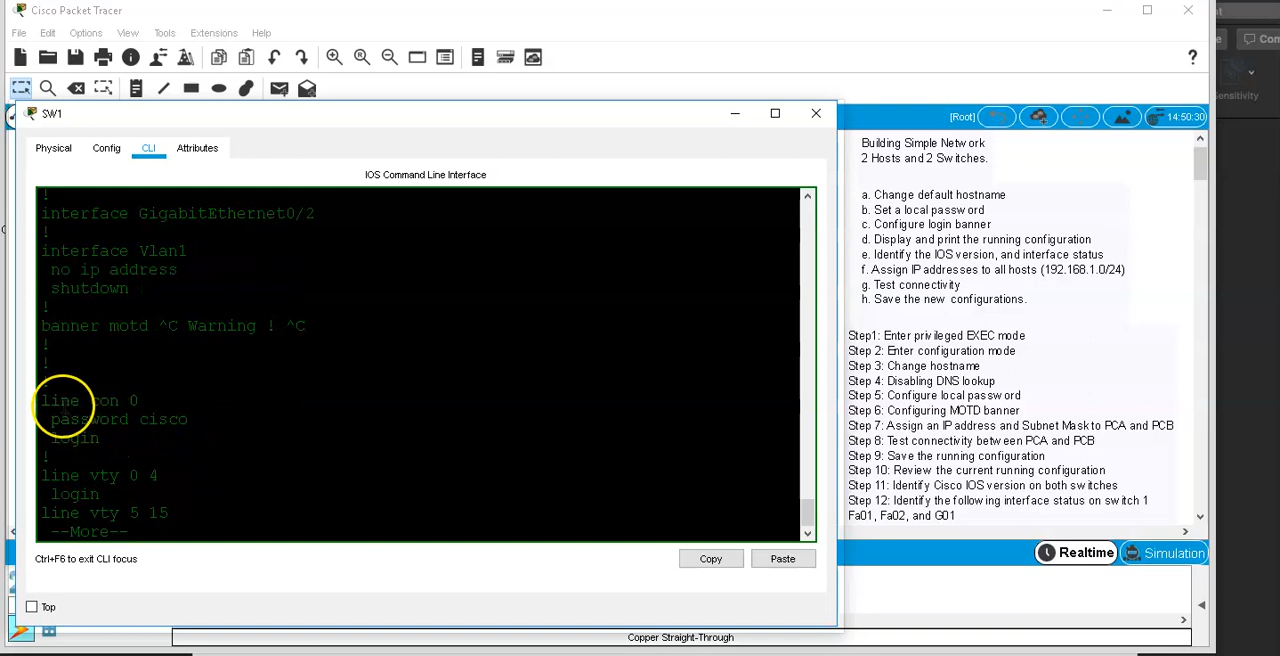 Cisco Packet Tracer
File Edit Options View Tools Extensions Help
?
SW1
[Root]
14:50:30
Physical Config CLI Attributes
IOS Command Line Interface
!
interface GigabitEthernet0/2
!
interface Vlan1
no ip address
shutdown
!
banner motd ^C Warning ! ^C
!
!
!
line con 0
password cisco
login
!
line vty 0 4
login
line vty 5 15
--More--
Ctrl+F6 to exit CLI focus
Copy
Paste
Top
Building Simple Network
2 Hosts and 2 Switches.
a. Change default hostname
b. Set a local password
c. Configure login banner
d. Display and print the running configuration
e. Identify the IOS version, and interface status
f. Assign IP addresses to all hosts (192.168.1.0/24)
g. Test connectivity
h. Save the new configurations.
Step1: Enter privileged EXEC mode
Step 2: Enter configuration mode
Step 3: Change hostname
Step 4: Disabling DNS lookup
Step 5: Configure local password
Step 6: Configuring MOTD banner
Step 7: Assign an IP address and Subnet Mask to PCA and PCB
Step 8: Test connectivity between PCA and PCB
Step 9: Save the running configuration
Step 10: Review the current running configuration
Step 11: Identify Cisco IOS version on both switches
Step 12: Identify the following interface status on switch 1
Fa01, Fa02, and G01
Realtime
Simulation
Copper Straight-Through